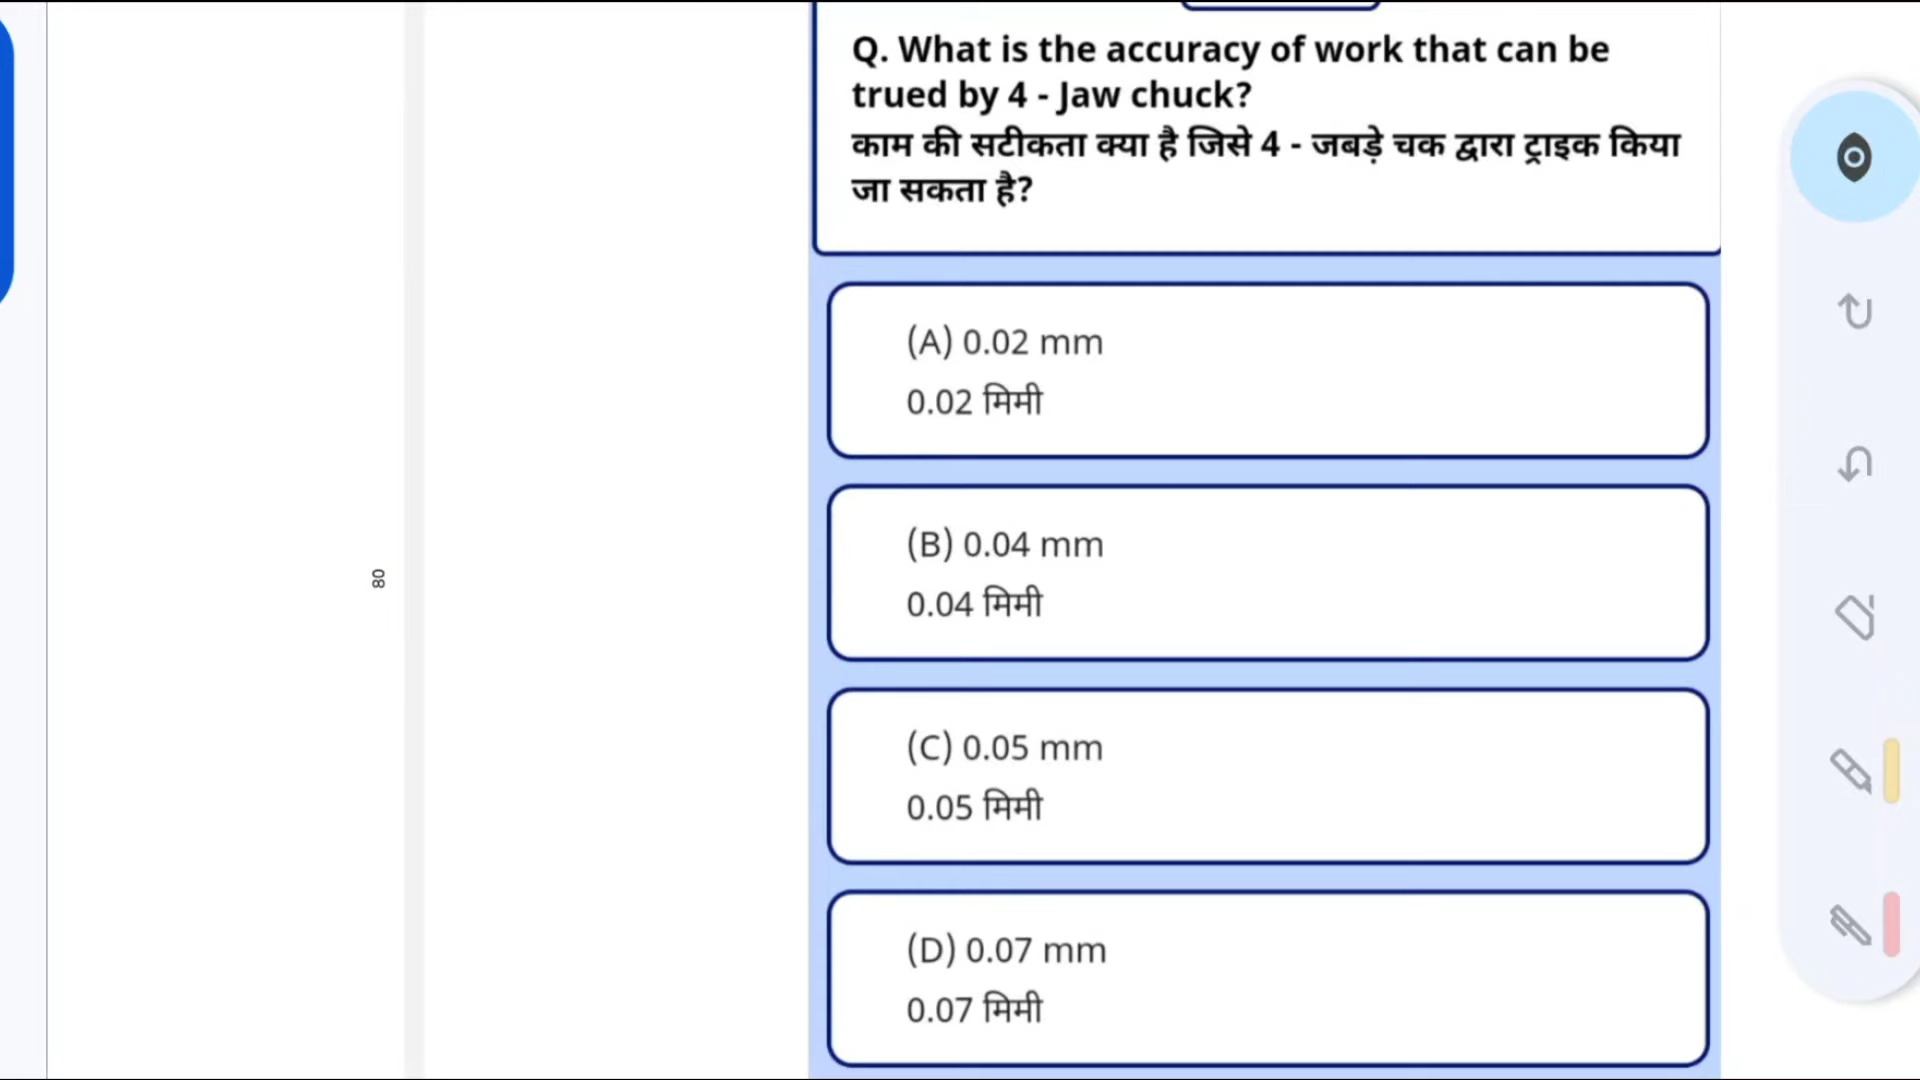 Q. What is the accuracy of work that can be
trued by 4 - Jaw chuck?
काम की सटीकता क्या है जिसे 4 - जबड़े चक द्वारा ट्राइक किया
जा सकता है?
(A) 0.02 mm
0.02 मिमी
(B) 0.04 mm
0.04 मिमी
(C) 0.05 mm
0.05 मिमी
(D) 0.07 mm
0.07 मिमी
80